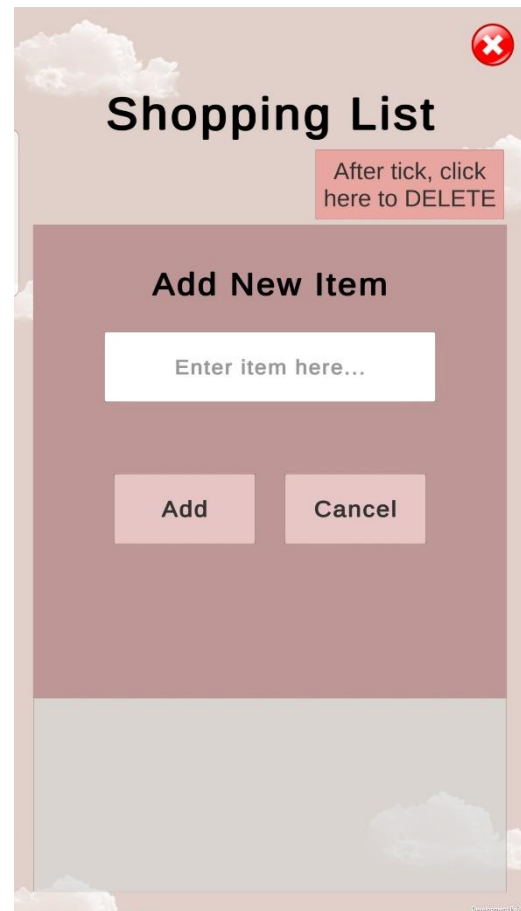 Shopping List
After tick, click
here to DELETE
Add New Item
Enter item here...
Add
Cancel